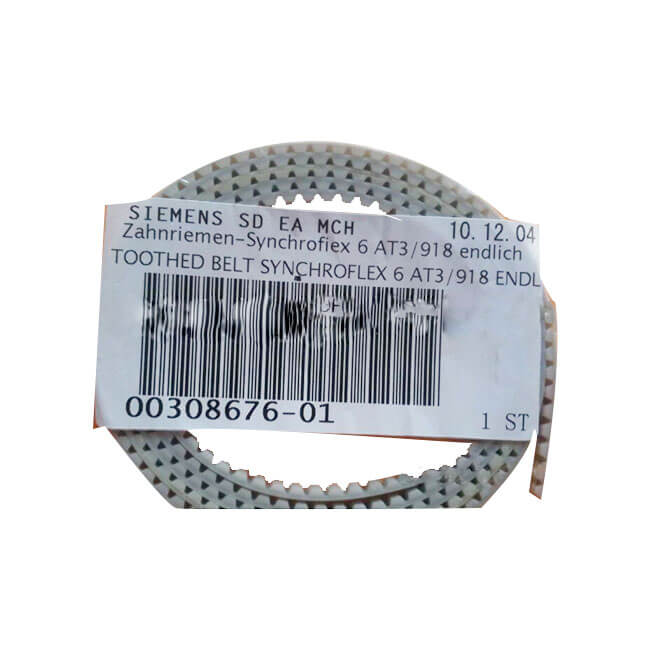 SIEMENS SD EA MCH 10.12.04
Zahnriemen-Synchroflex 6 AT3/918 endlich
TOOTHED BELT SYNCHROFLEX 6 AT3/918 ENDL
00308676-01 1 ST